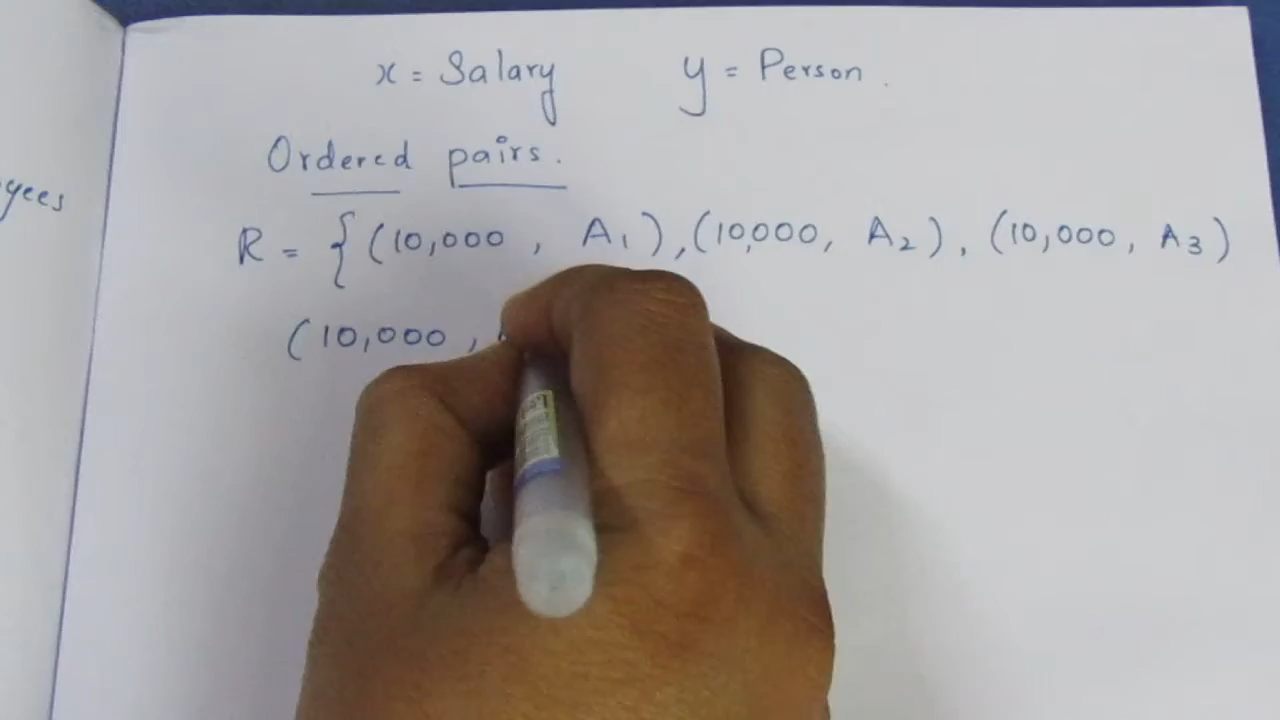 x = Salary y = Person.
Ordered pairs.
yees
R = { (10,000 , A1), (10,000, A2), (10,000, A3)
(10,000 ,